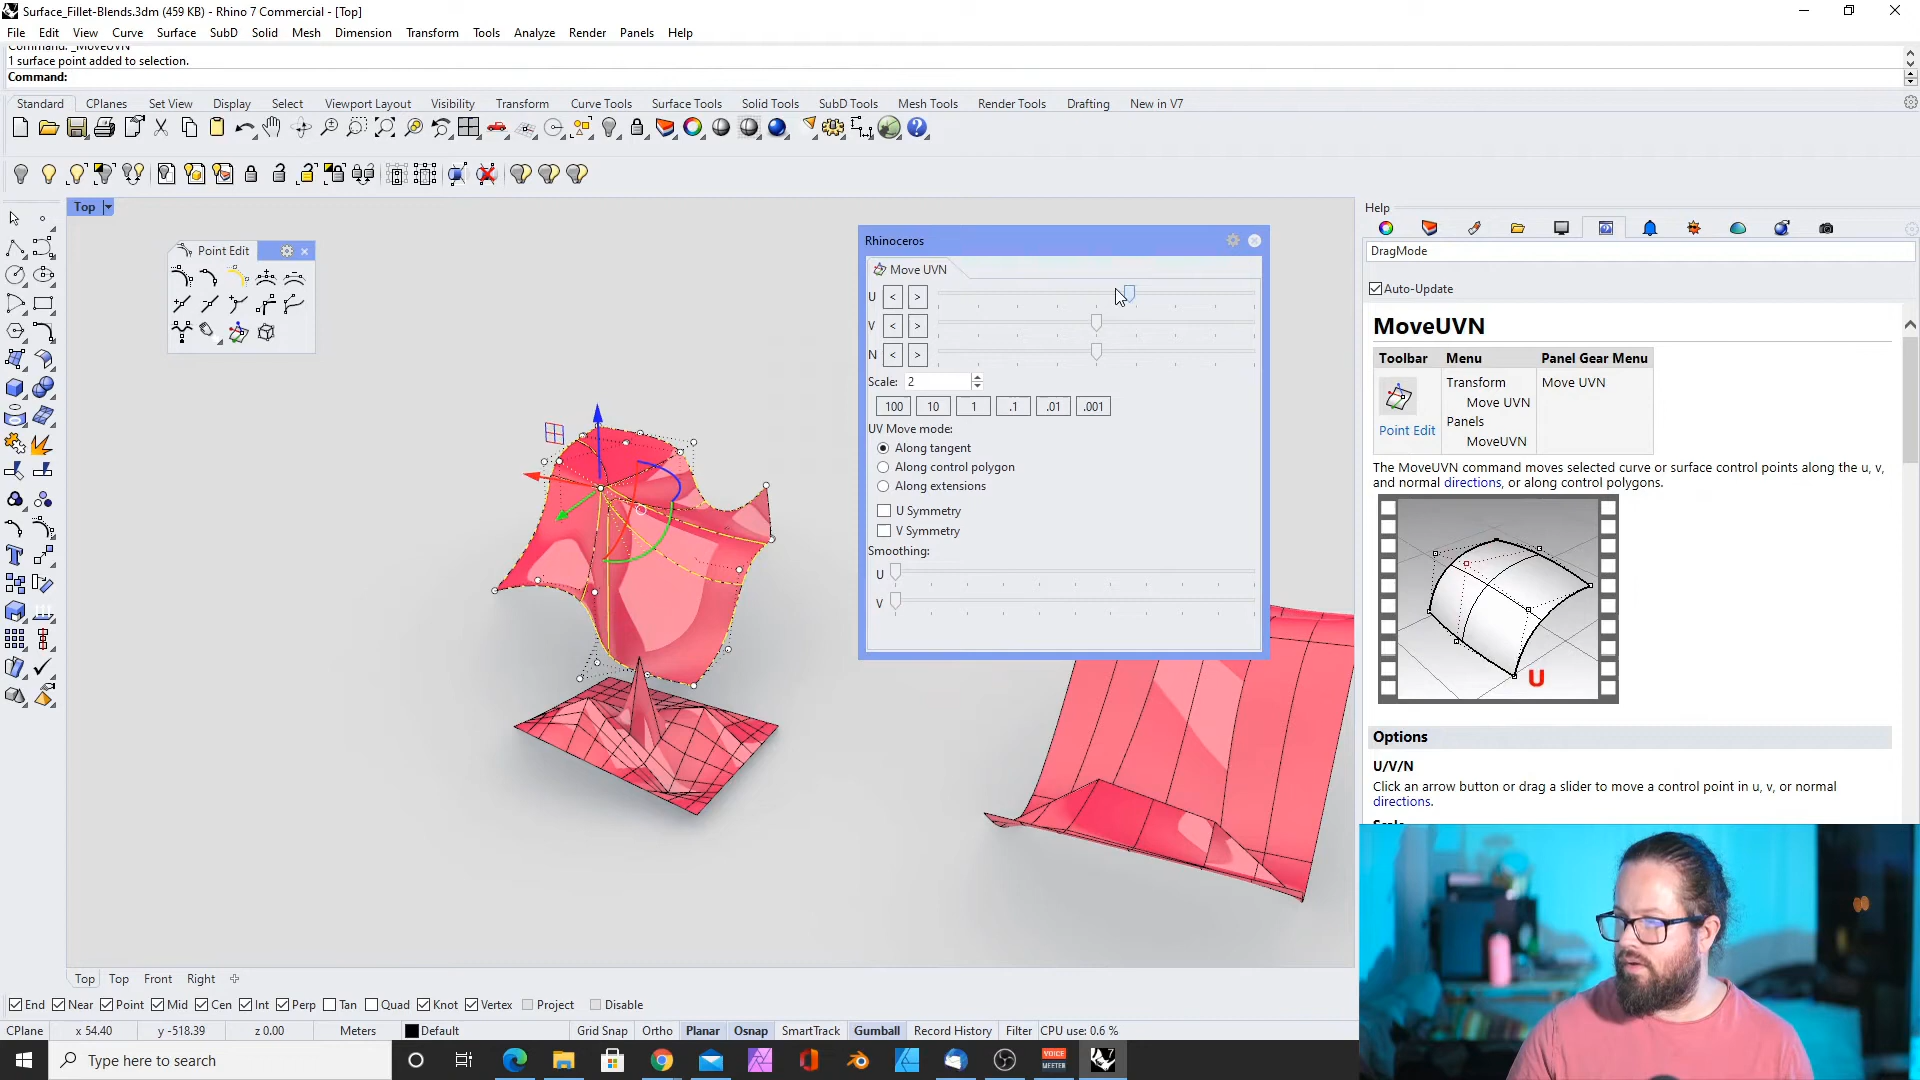 Surface_Fillet-Blends.3dm (459 KB) - Rhino 7 Commercial - [Top]
File Edit View Curve Surface SubD Solid Mesh Dimension Transform Tools Analyze Render Panels Help
Command: _MoveUVN
1 surface point added to selection.
Command:
Standard CPlanes Set View Display Select Viewport Layout Visibility Transform Curve Tools Surface Tools Solid Tools SubD Tools Mesh Tools Render Tools Drafting New in V7
Top
Point Edit
Rhinoceros
Move UVN
U < >
V < >
N < >
Scale: 2
100 10 1 .1 .01 .001
UV Move mode:
Along tangent
Along control polygon
Along extensions
U Symmetry
V Symmetry
Smoothing:
U
V
Help
DragMode
Auto-Update
MoveUVN
Toolbar Menu Panel Gear Menu
Point Edit
Transform
Move UVN
Panels
MoveUVN
Move UVN
The MoveUVN command moves selected curve or surface control points along the u, v,
and normal directions, or along control polygons.
U
Options
U/V/N
Click an arrow button or drag a slider to move a control point in u, v, or normal
directions.
Scale
Top Top Front Right
End Near Point Mid Cen Int Perp Tan Quad Knot Vertex Project Disable
CPlane x 54.40 y -518.39 z 0.00 Meters Default Grid Snap Ortho Planar Osnap SmartTrack Gumball Record History Filter CPU use: 0.6 %
Type here to search
VOICE
MEETER
7